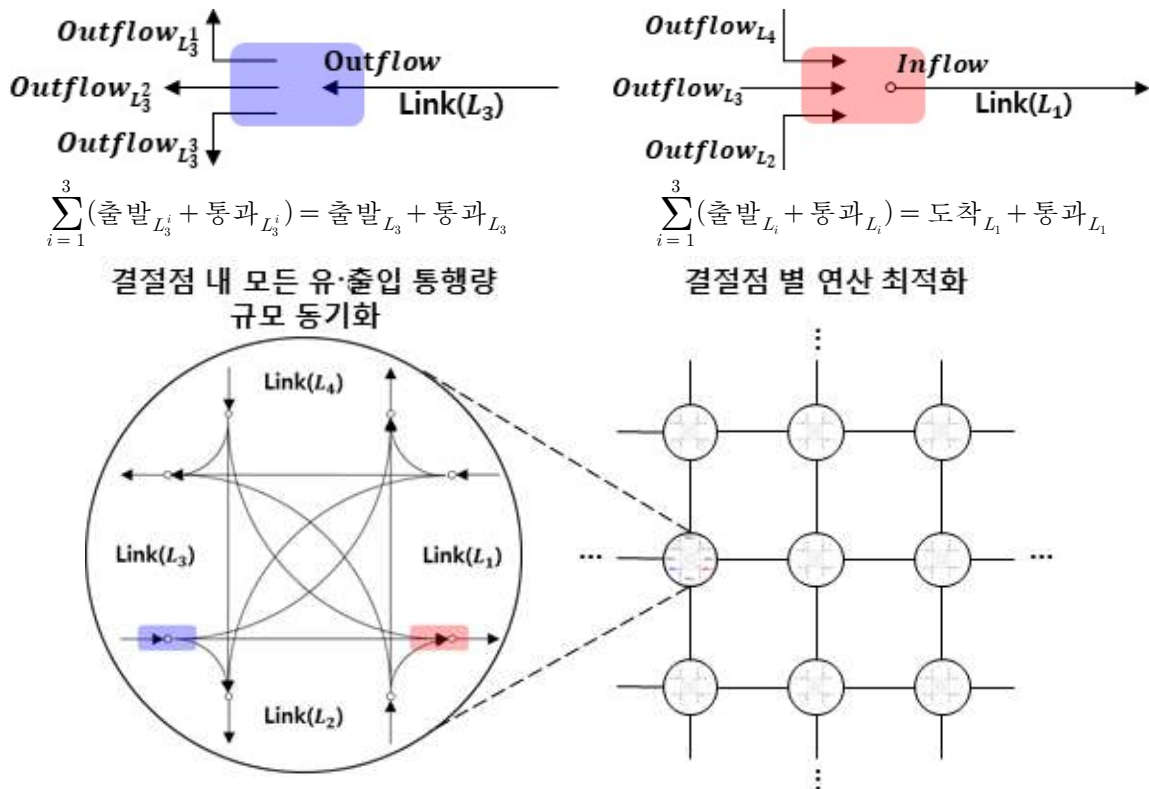 Outflow_{L_3^1}
Outflow_{L_3^2}
Outflow_{L_3^3}
Outflow
Link(L_3)
Outflow_{L_4}
Outflow_{L_3}
Outflow_{L_2}
Inflow
Link(L_1)
\sum_{i=1}^{3}(출발_{L_3^i} + 통과_{L_3^i}) = 출발_{L_3} + 통과_{L_3}
\sum_{i=1}^{3}(출발_{L_i} + 통과_{L_i}) = 도착_{L_1} + 통과_{L_1}
결절점 내 모든 유·출입 통행량
규모 동기화
결절점 별 연산 최적화
Link(L_4)
Link(L_3)
Link(L_1)
Link(L_2)
...
...
...
...